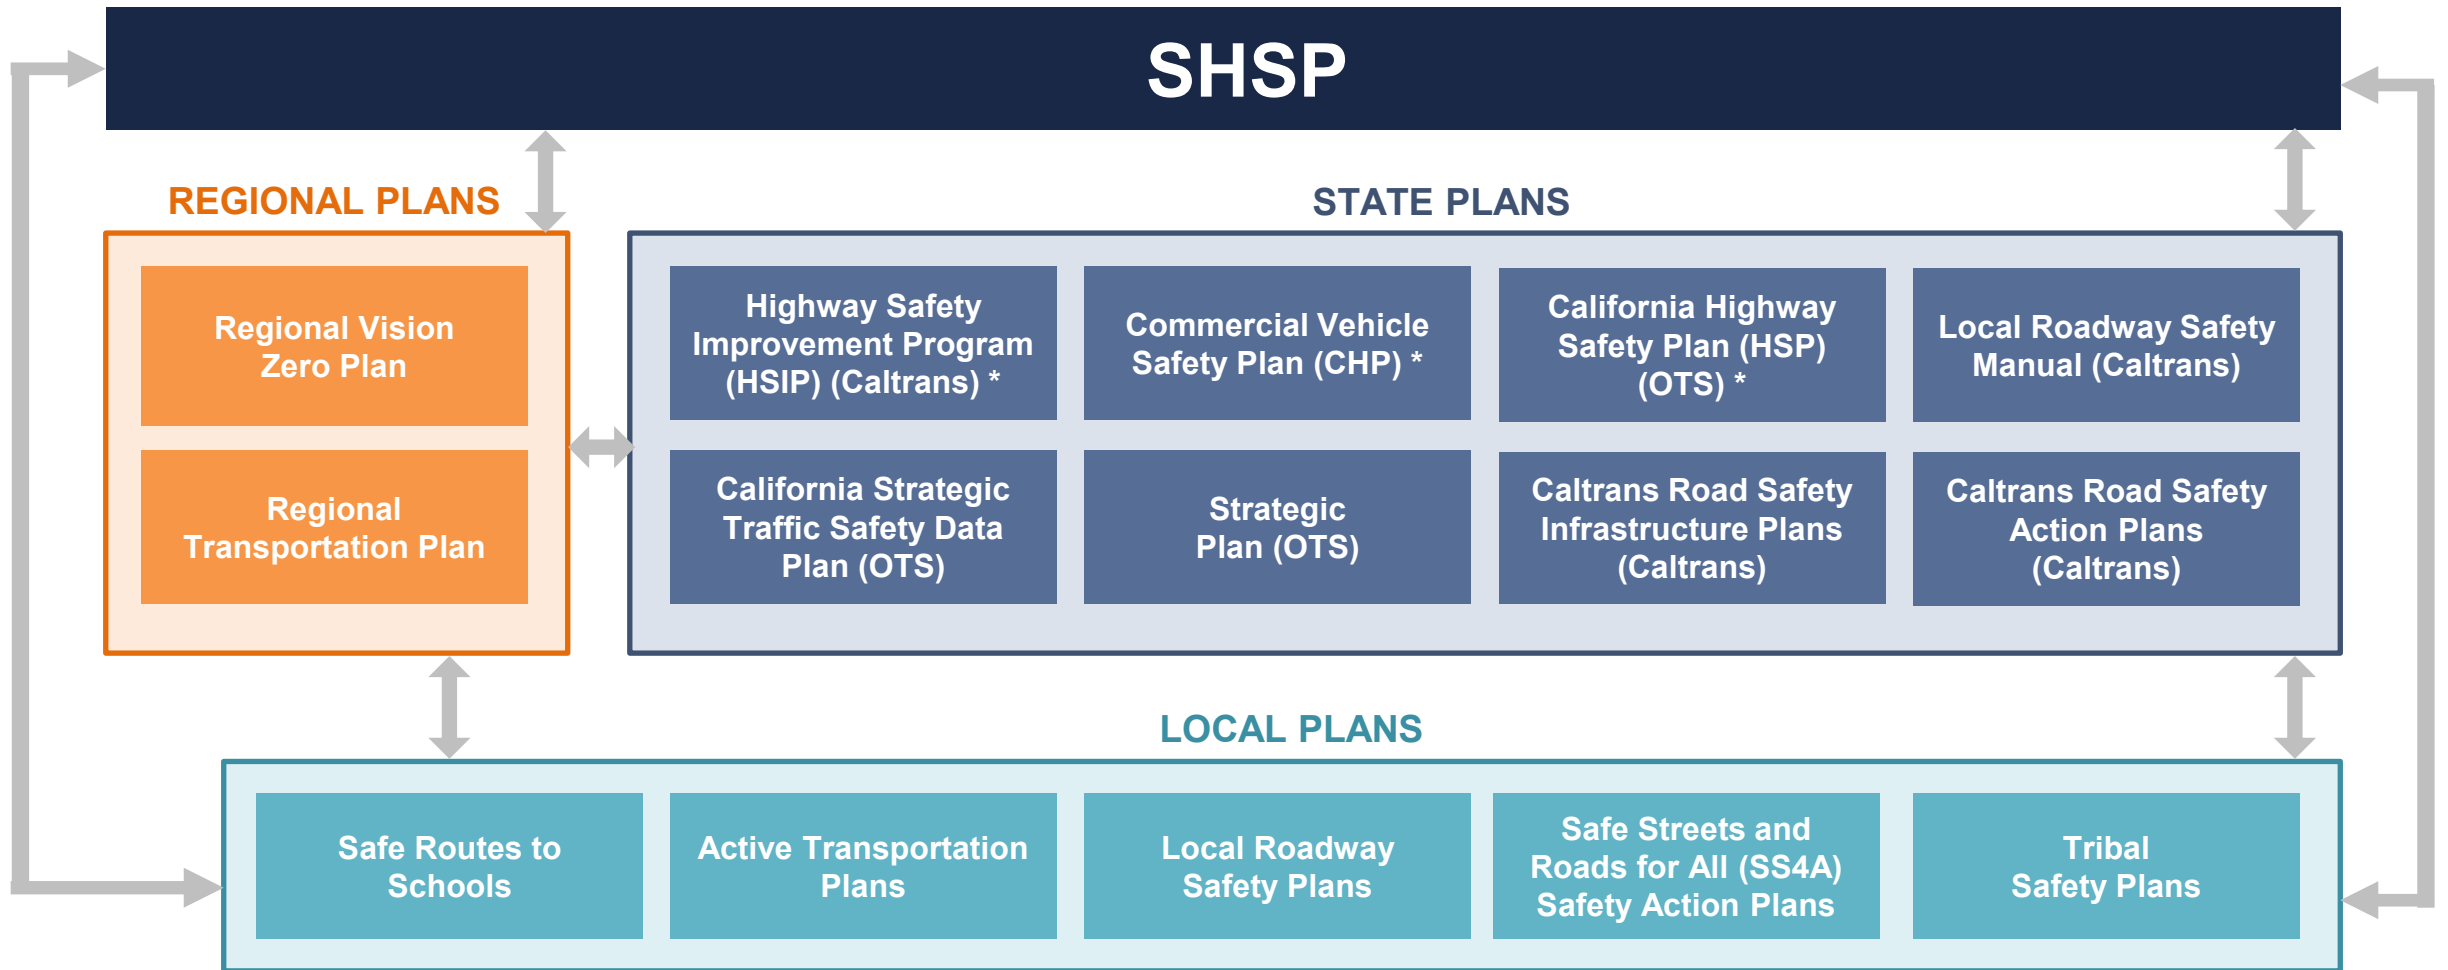 SHSP
REGIONAL PLANS
STATE PLANS
Regional Vision
Zero Plan
Regional
Transportation Plan
Highway Safety
Improvement Program
(HSIP) (Caltrans) *
Commercial Vehicle
Safety Plan (CHP) *
California Highway
Safety Plan (HSP)
(OTS) *
Local Roadway Safety
Manual (Caltrans)
California Strategic
Traffic Safety Data
Plan (OTS)
Strategic
Plan (OTS)
Caltrans Road Safety
Infrastructure Plans
(Caltrans)
Caltrans Road Safety
Action Plans
(Caltrans)
LOCAL PLANS
Safe Routes to
Schools
Active Transportation
Plans
Local Roadway
Safety Plans
Safe Streets and
Roads for All (SS4A)
Safety Action Plans
Tribal
Safety Plans